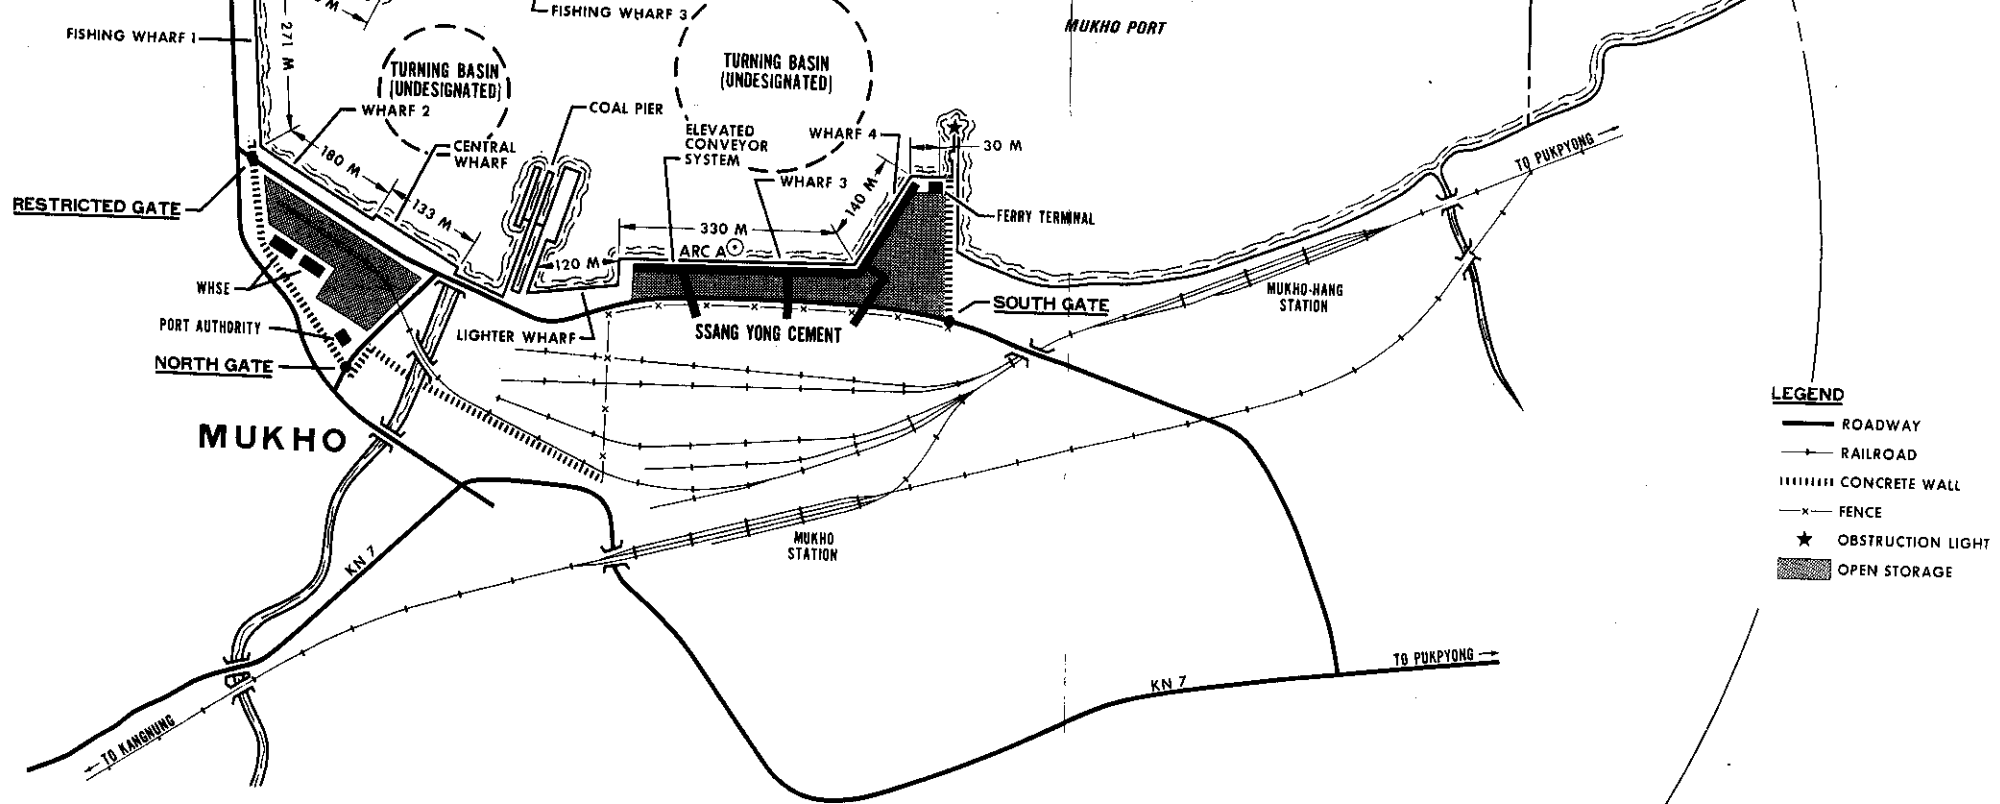 FISHING WHARF 3
MUKHO PORT
FISHING WHARF 1
271 M
TURNING BASIN
(UNDESIGNATED)
TURNING BASIN
(UNDESIGNATED)
WHARF 2
COAL PIER
ELEVATED
CONVEYOR
SYSTEM
WHARF 4
30 M
CENTRAL
WHARF
180 M
133 M
WHARF 3
140 M
TO PUKPYONG
RESTRICTED GATE
FERRY TERMINAL
330 M
ARC A
120 M
WHSE
MUKHO-HANG
STATION
SOUTH GATE
PORT AUTHORITY
LIGHTER WHARF
SSANG YONG CEMENT
NORTH GATE
MUKHO
LEGEND
ROADWAY
RAILROAD
CONCRETE WALL
FENCE
OBSTRUCTION LIGHT
OPEN STORAGE
MUKHO
STATION
KN 7
TO PUKPYONG
KN 7
TO KANGNUNG